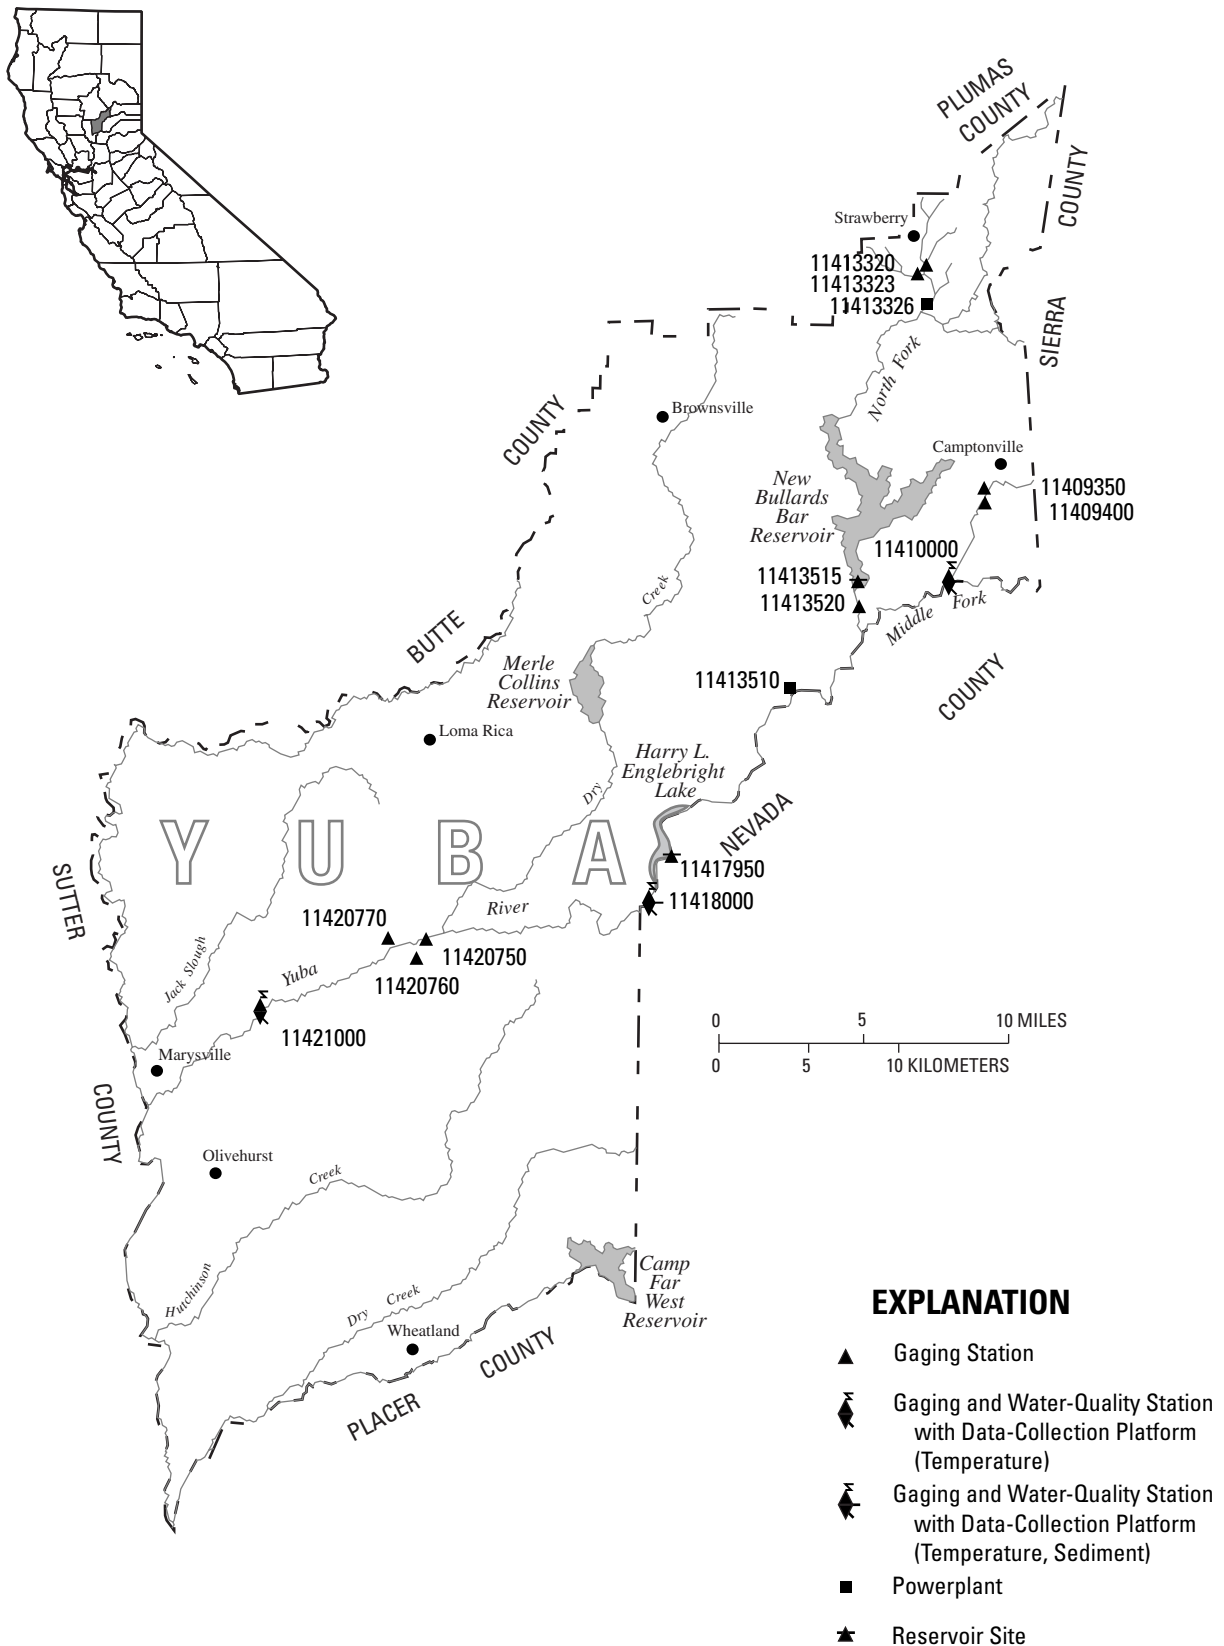 PLUMAS
COUNTY
COUNTY
SIERRA
Strawberry
11413320
11413323
11413326
North Fork
COUNTY
Brownsville
Camptonville
New
Bullards
Bar
Reservoir
11409350
11409400
11410000
11413515
11413520
Creek
Middle Fork
BUTTE
Merle
Collins
Reservoir
11413510
COUNTY
Loma Rica
Harry L.
Englebright
Lake
Dry
NEVADA
YUBA
SUTTER
11417950
11418000
River
11420770
11420750
11420760
Jack Slough
Yuba
11421000
Marysville
0 5 10 MILES
0 5 10 KILOMETERS
COUNTY
Olivehurst
Creek
Hutchinson
Camp
Far
West
Reservoir
Dry Creek
Wheatland
COUNTY
PLACER
EXPLANATION
Gaging Station
Gaging and Water-Quality Station
with Data-Collection Platform
(Temperature)
Gaging and Water-Quality Station
with Data-Collection Platform
(Temperature, Sediment)
Powerplant
Reservoir Site